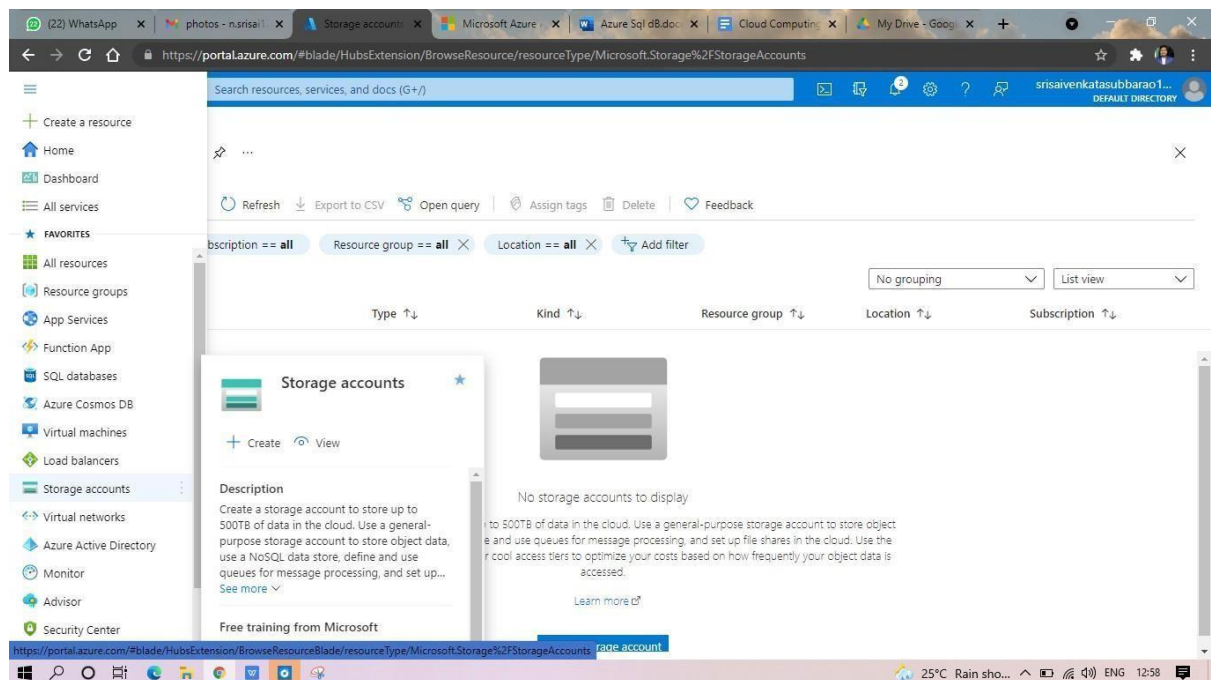 (22) WhatsApp
photos - n.srisai1
Storage accounts
Microsoft Azure
Azure Sql dB.doc
Cloud Computing
My Drive - Goog
https://portal.azure.com/#blade/HubsExtension/BrowseResource/resourceType/Microsoft.Storage%2FStorageAccounts
Search resources, services, and docs (G+/)
2
srisaivenkatasubbarao1...
DEFAULT DIRECTORY
Create a resource
Home
Dashboard
All services
FAVORITES
All resources
Resource groups
App Services
Function App
SQL databases
Azure Cosmos DB
Virtual machines
Load balancers
Storage accounts
Virtual networks
Azure Active Directory
Monitor
Advisor
Security Center
...
Refresh Export to CSV Open query Assign tags Delete Feedback
bscription == all Resource group == all Location == all Add filter
No grouping List view
Type Kind Resource group Location Subscription
Storage accounts
Create View
Description
Create a storage account to store up to
500TB of data in the cloud. Use a general-
purpose storage account to store object data,
use a NoSQL data store, define and use
queues for message processing, and set up...
See more
Free training from Microsoft
No storage accounts to display
to 500TB of data in the cloud. Use a general-purpose storage account to store object
e and use queues for message processing, and set up file shares in the cloud. Use the
r cool access tiers to optimize your costs based on how frequently your object data is
accessed.
Learn more
rage account
https://portal.azure.com/#blade/HubsExtension/BrowseResourceBlade/resourceType/Microsoft.Storage%2FStorageAccounts
25°C Rain sho... ENG 12:58